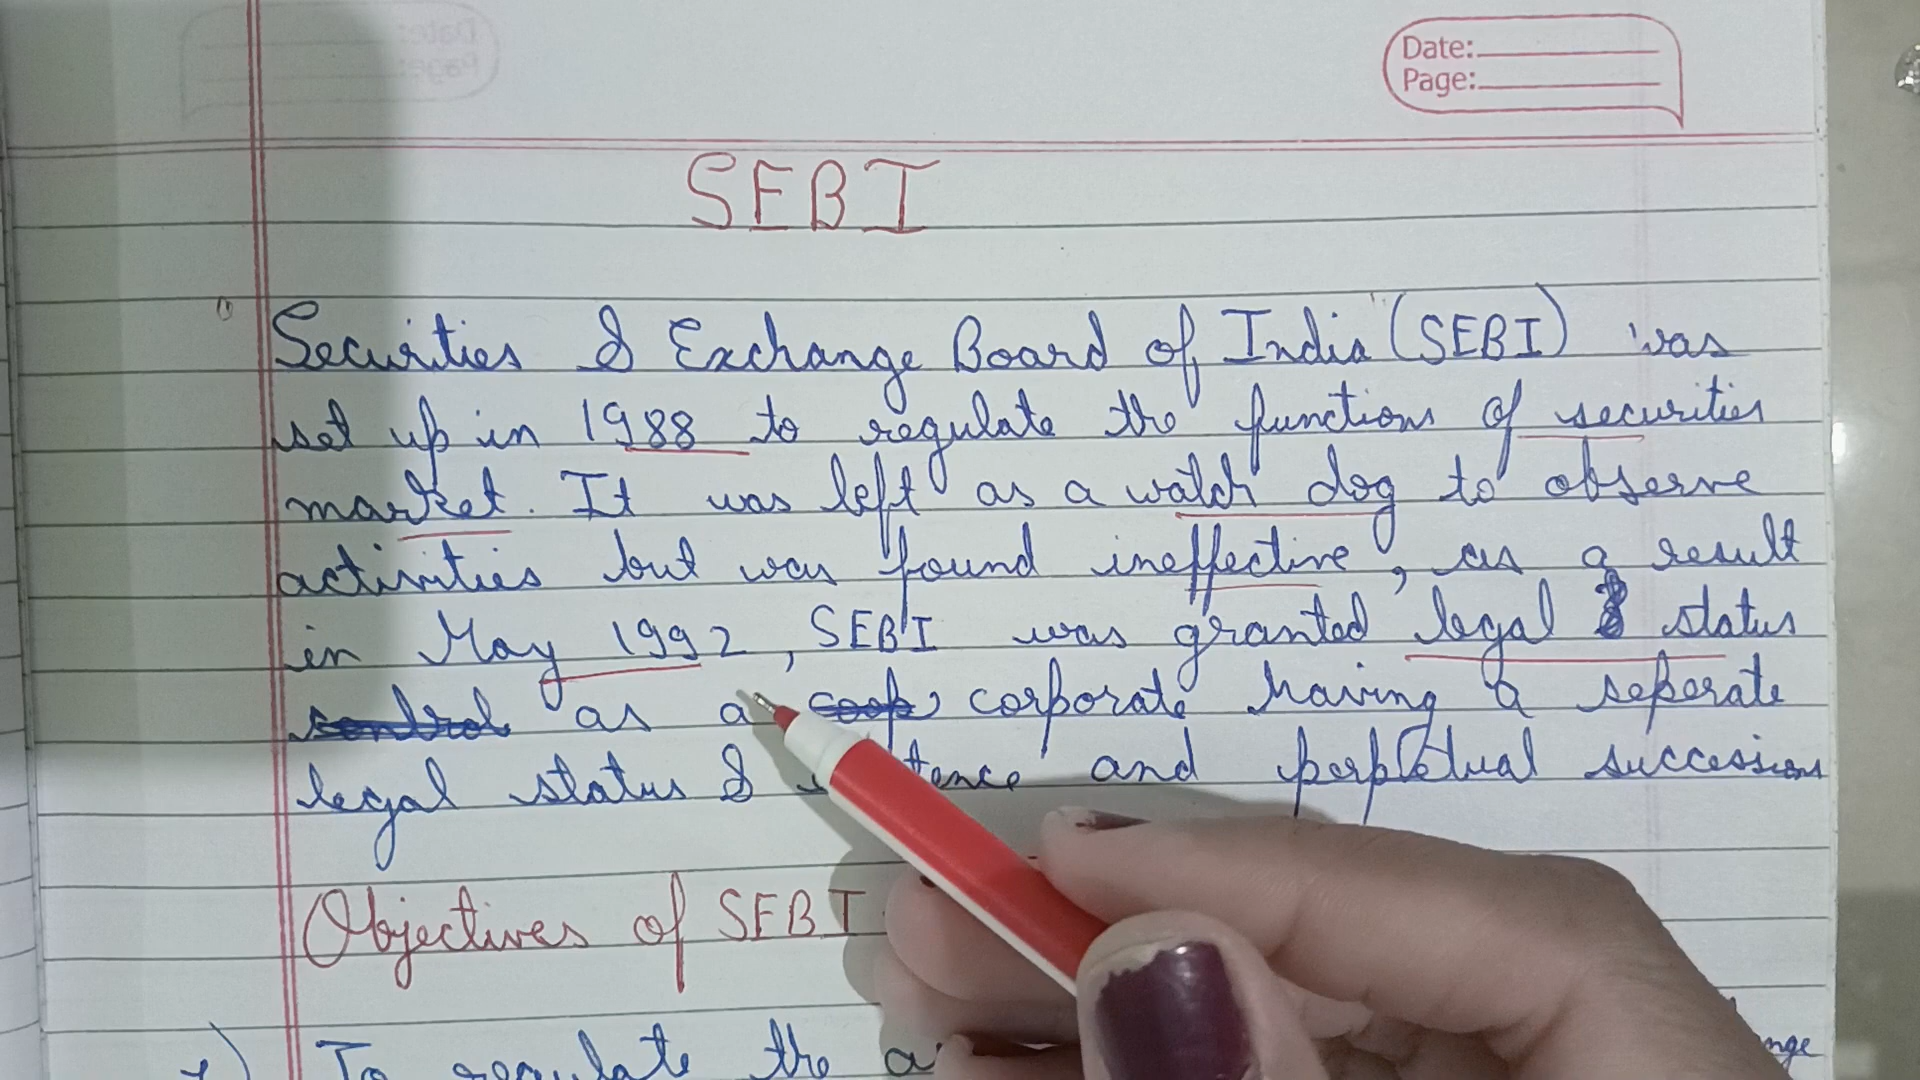 Date:
Page:
SEBI
Securities & Exchange Board of India (SEBI) was
set up in 1988 to regulate the functions of securities
market. It was left as a watch dog to observe
activities but was found ineffective, as a result
in May 1992, SEBI was granted legal status
as a corporate having a seperate
legal status & and perpetual succession
Objectives of SEBI
1) To regulate the